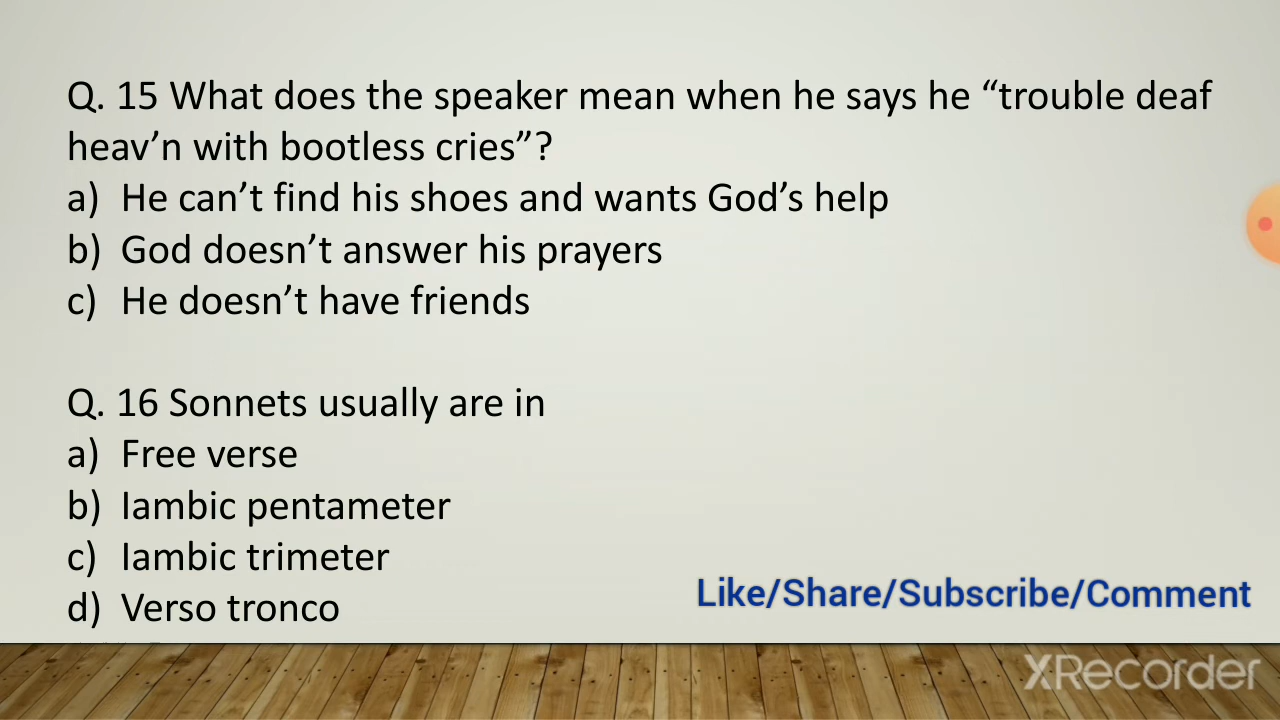 Q. 15 What does the speaker mean when he says he “trouble deaf
heav’n with bootless cries”?
a) He can’t find his shoes and wants God’s help
b) God doesn’t answer his prayers
c) He doesn’t have friends
Q. 16 Sonnets usually are in
a) Free verse
b) Iambic pentameter
c) Iambic trimeter
d) Verso tronco
Like/Share/Subscribe/Comment
XRecorder